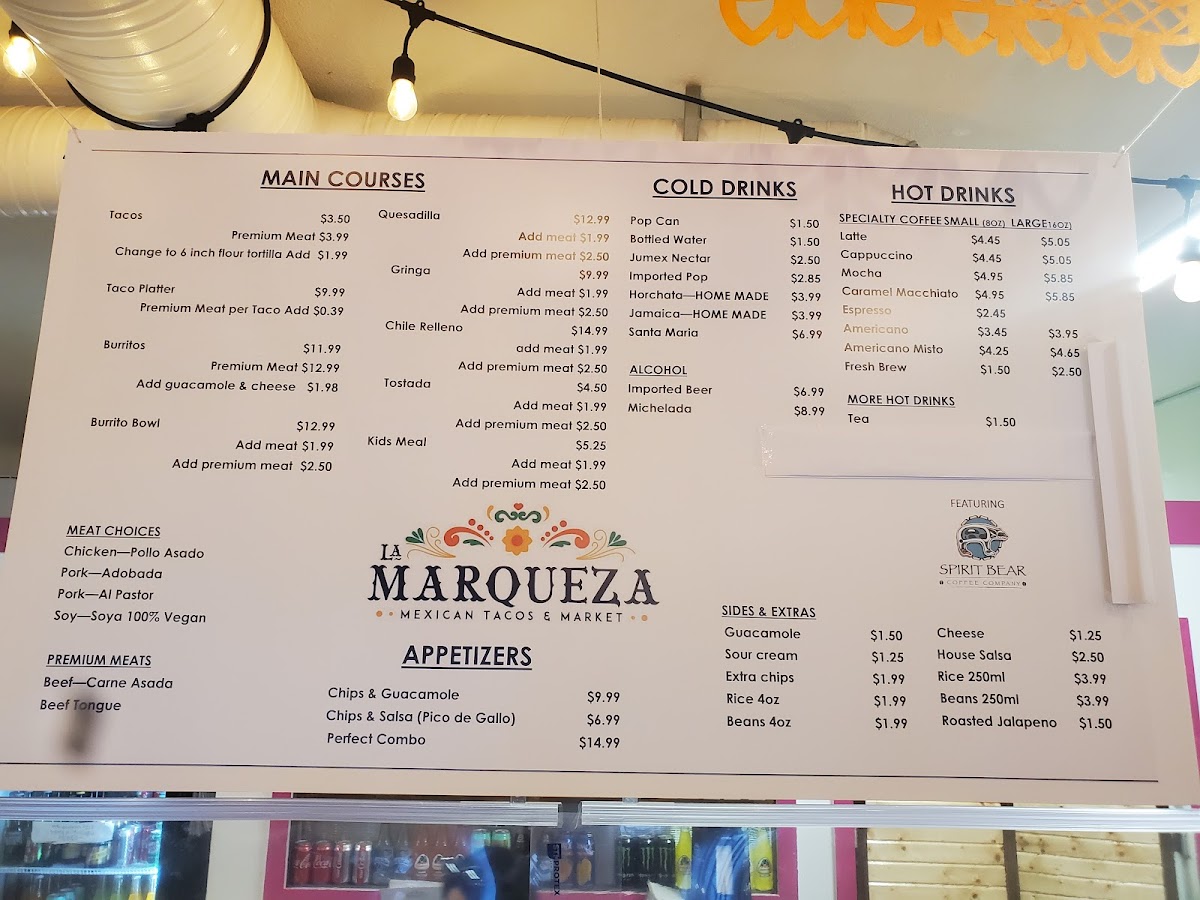 MAIN COURSES
Tacos $3.50
Premium Meat $3.99
Change to 6 inch flour tortilla Add $1.99
Taco Platter $9.99
Premium Meat per Taco Add $0.39
Burritos $11.99
Premium Meat $12.99
Add guacamole & cheese $1.98
Burrito Bowl $12.99
Add meat $1.99
Add premium meat $2.50
Quesadilla $12.99
Add meat $1.99
Add premium meat $2.50
Gringa $9.99
Add meat $1.99
Add premium meat $2.50
Chile Relleno $14.99
add meat $1.99
Add premium meat $2.50
Tostada $4.50
Add meat $1.99
Add premium meat $2.50
Kids Meal $5.25
Add meat $1.99
Add premium meat $2.50
COLD DRINKS
Pop Can $1.50
Bottled Water $1.50
Jumex Nectar $2.50
Imported Pop $2.85
Horchata—HOME MADE $3.99
Jamaica—HOME MADE $3.99
Santa Maria $6.99
ALCOHOL
Imported Beer $6.99
Michelada $8.99
HOT DRINKS
SPECIALTY COFFEE SMALL (8OZ) LARGE 16OZ)
Latte $4.45 $5.05
Cappuccino $4.45 $5.05
Mocha $4.95 $5.85
Caramel Macchiato $4.95 $5.85
Espresso $2.45
Americano $3.45 $3.95
Americano Misto $4.25 $4.65
Fresh Brew $1.50 $2.50
MORE HOT DRINKS
Tea $1.50
MEAT CHOICES
Chicken—Pollo Asado
Pork—Adobada
Pork—Al Pastor
Soy—Soya 100% Vegan
PREMIUM MEATS
Beef—Carne Asada
Beef Tongue
LA
MARQUEZA
MEXICAN TACOS & MARKET
APPETIZERS
Chips & Guacamole $9.99
Chips & Salsa (Pico de Gallo) $6.99
Perfect Combo $14.99
FEATURING
SPIRIT BEAR
COFFEE COMPANY
SIDES & EXTRAS
Guacamole $1.50
Sour cream $1.25
Extra chips $1.99
Rice 4oz $1.99
Beans 4oz $1.99
Cheese $1.25
House Salsa $2.50
Rice 250ml $3.99
Beans 250ml $3.99
Roasted Jalapeno $1.50